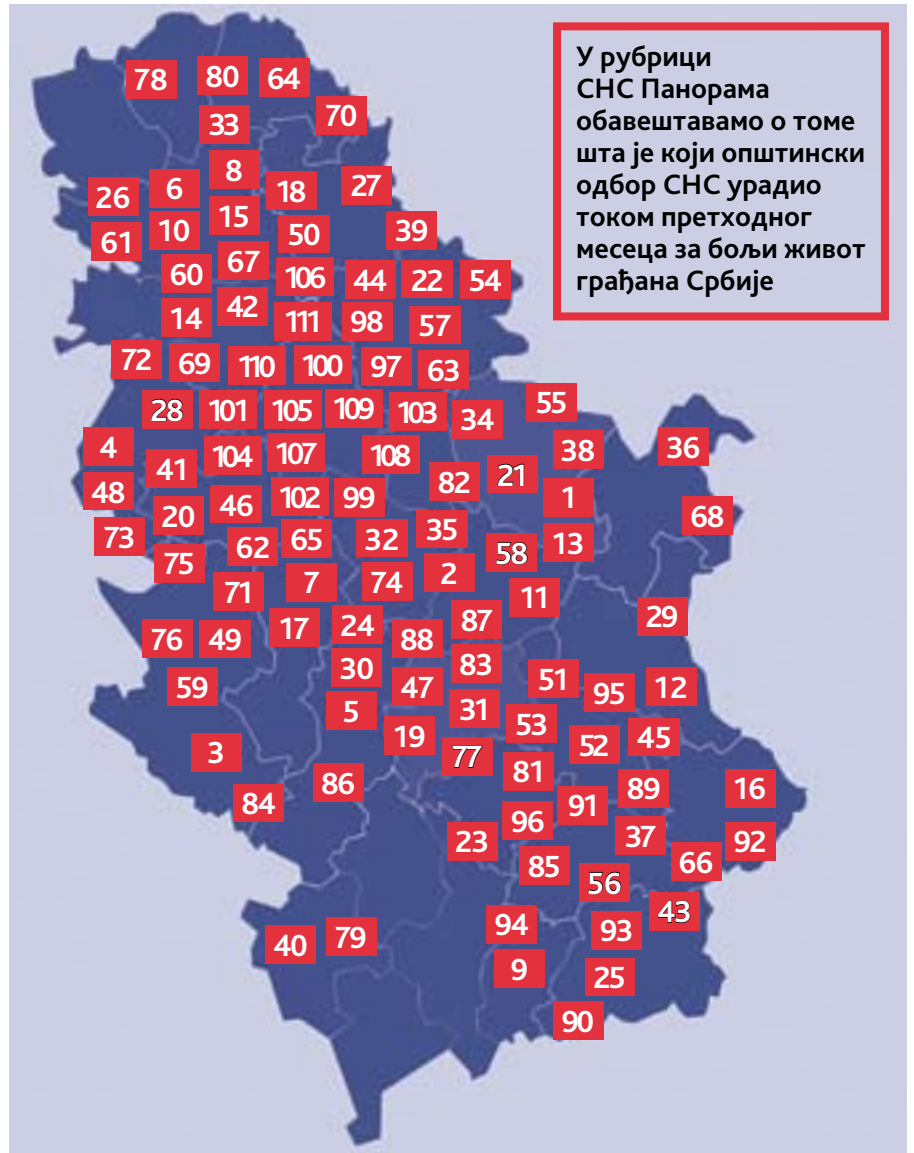 У рубрици
СНС Панорама
обавештавамо о томе
шта је који општински
одбор СНС урадио
током претходног
месеца за бољи живот
грађана Србије
78 80 64
33 70
8
26 6 18 27
61 10 15 50 39
60 67 106 44 22 54
14 42 111 98 57
72 69 110 100 97 63
28 101 105 109 103 34 55
4 41 104 107 108 38 36
48 20 46 102 99 82 21 1
73 62 65 32 35 58 13 68
75 71 7 74 2 11
76 49 17 24 88 87 29
59 30 47 83 51 95 12
5 19 31 53 52 45
3 77 81
84 86 91 89 16
23 96 37 92
85 56 66
40 79 94 93 43
9 25
90